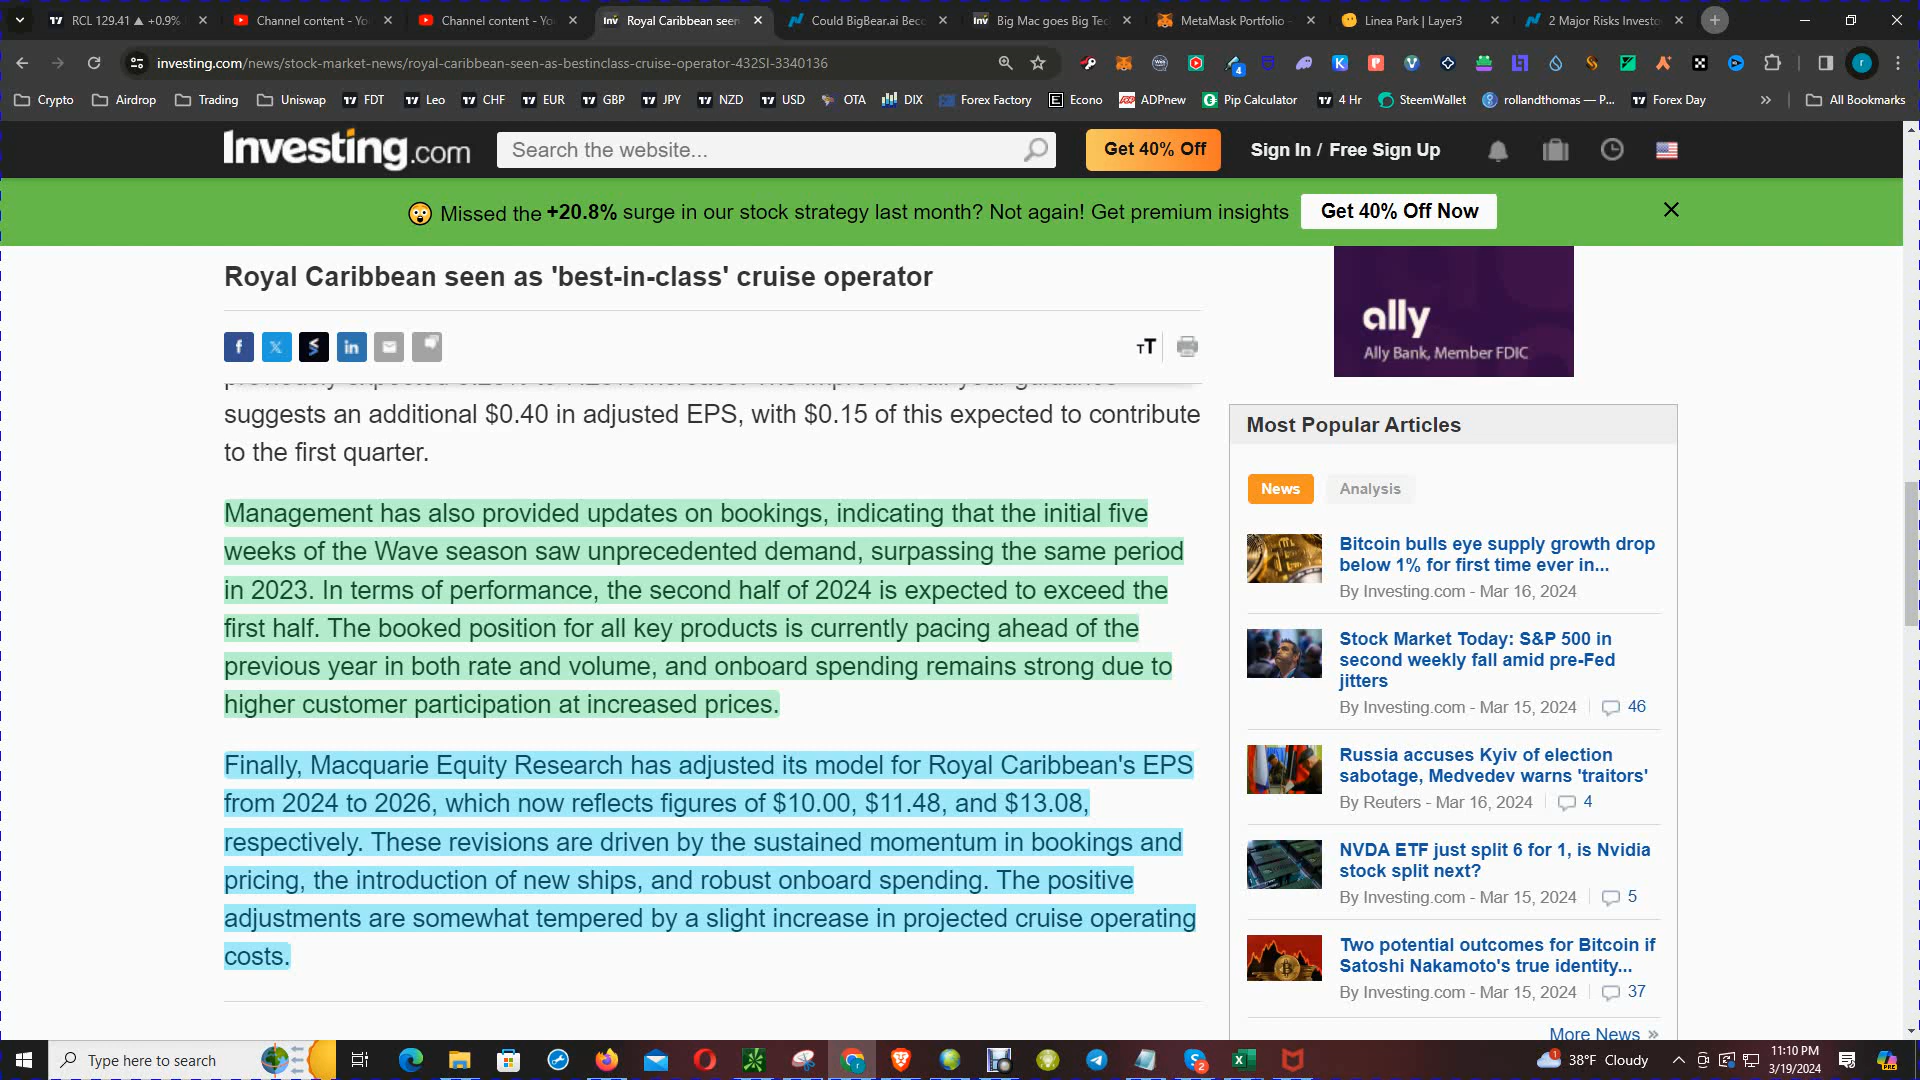 RCL 129.41 ▲ +0.9%
Channel content - Yo
Channel content - Yo
Royal Caribbean seen
Could BigBear.ai Bec
Big Mac goes Big Tec
MetaMask Portfolio -
Linea Park | Layer3
2 Major Risks Investo
investing.com/news/stock-market-news/royal-caribbean-seen-as-bestinclass-cruise-operator-432SI-3340136
Crypto Airdrop Trading Uniswap FDT Leo CHF EUR GBP JPY NZD USD OTA DIX Forex Factory Econo ADPnew Pip Calculator 4 Hr SteemWallet rollandthomas — P... Forex Day » All Bookmarks
Investing.com
Search the website...
Get 40% Off
Sign In / Free Sign Up
Missed the +20.8% surge in our stock strategy last month? Not again! Get premium insights
Get 40% Off Now
Royal Caribbean seen as 'best-in-class' cruise operator
suggests an additional $0.40 in adjusted EPS, with $0.15 of this expected to contribute
to the first quarter.
Management has also provided updates on bookings, indicating that the initial five
weeks of the Wave season saw unprecedented demand, surpassing the same period
in 2023. In terms of performance, the second half of 2024 is expected to exceed the
first half. The booked position for all key products is currently pacing ahead of the
previous year in both rate and volume, and onboard spending remains strong due to
higher customer participation at increased prices.
Finally, Macquarie Equity Research has adjusted its model for Royal Caribbean's EPS
from 2024 to 2026, which now reflects figures of $10.00, $11.48, and $13.08,
respectively. These revisions are driven by the sustained momentum in bookings and
pricing, the introduction of new ships, and robust onboard spending. The positive
adjustments are somewhat tempered by a slight increase in projected cruise operating
costs.
ally
Ally Bank, Member FDIC
Most Popular Articles
News
Analysis
Bitcoin bulls eye supply growth drop
below 1% for first time ever in...
By Investing.com - Mar 16, 2024
Stock Market Today: S&P 500 in
second weekly fall amid pre-Fed
jitters
By Investing.com - Mar 15, 2024 46
Russia accuses Kyiv of election
sabotage, Medvedev warns 'traitors'
By Reuters - Mar 16, 2024 4
NVDA ETF just split 6 for 1, is Nvidia
stock split next?
By Investing.com - Mar 15, 2024 5
Two potential outcomes for Bitcoin if
Satoshi Nakamoto's true identity...
By Investing.com - Mar 15, 2024 37
More News »
Type here to search
38°F Cloudy
11:10 PM
3/19/2024